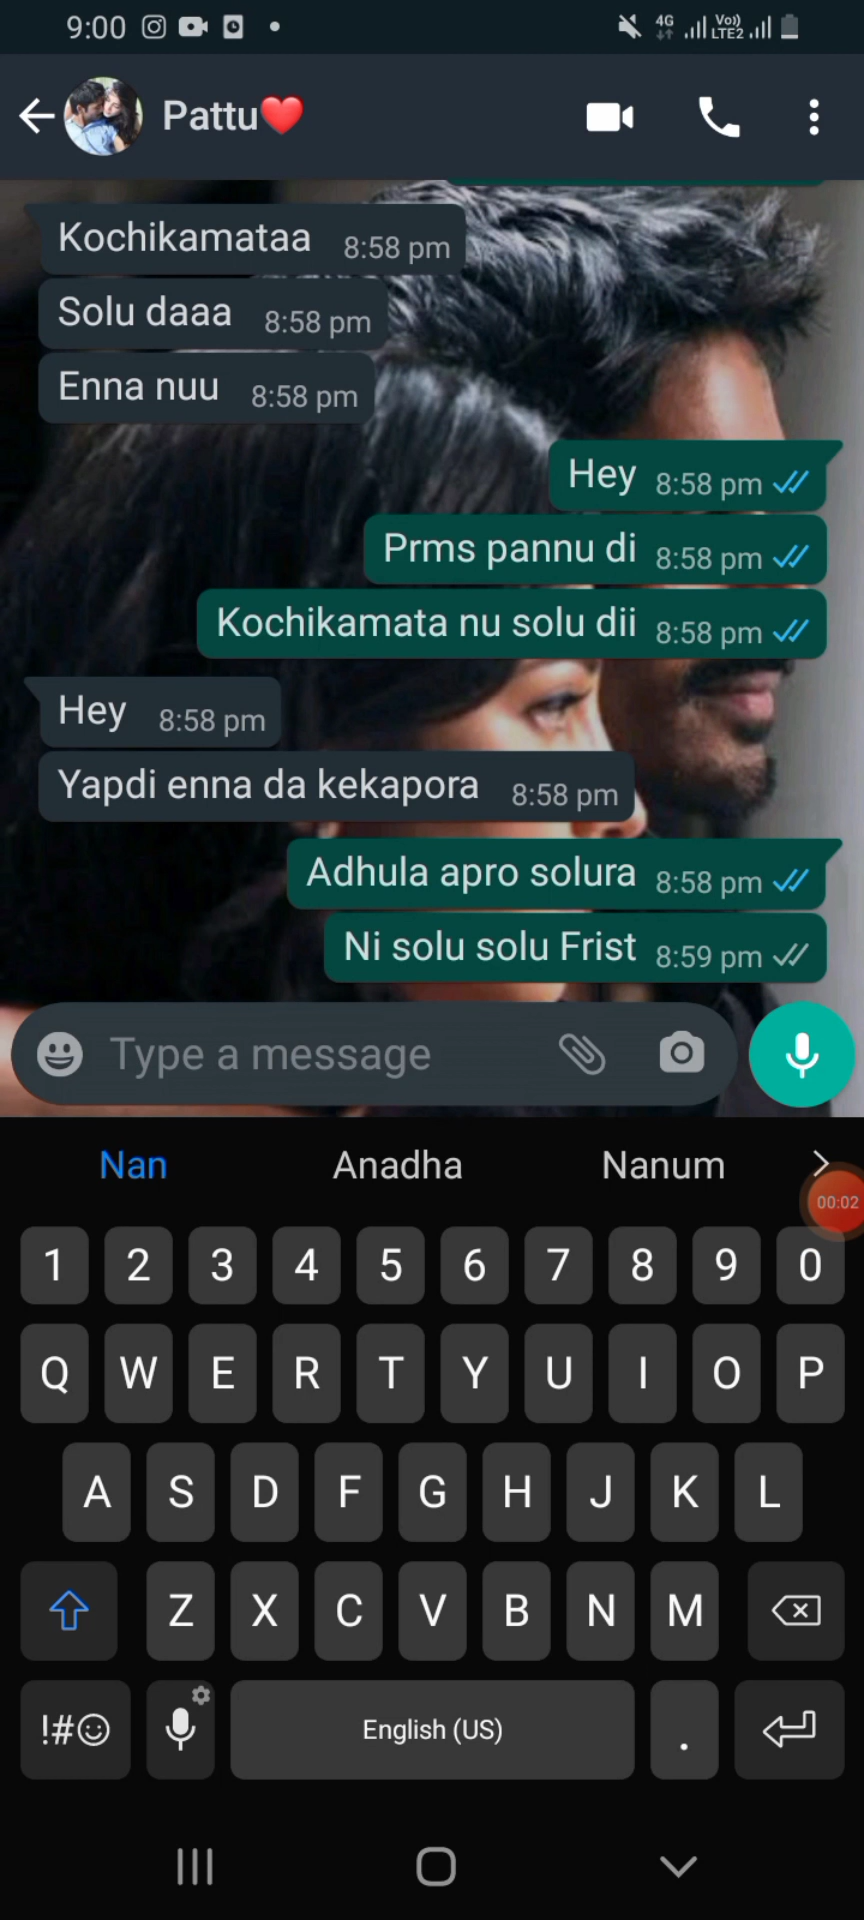 9:00
4G Vo)) LTE2
Pattu❤️
Kochikamataa 8:58 pm
Solu daaa 8:58 pm
Enna nuu 8:58 pm
Hey 8:58 pm
Prms pannu di 8:58 pm
Kochikamata nu solu dii 8:58 pm
Hey 8:58 pm
Yapdi enna da kekapora 8:58 pm
Adhula apro solura 8:58 pm
Ni solu solu Frist 8:59 pm
Type a message
Nan Anadha Nanum
00:02
1 2 3 4 5 6 7 8 9 0
Q W E R T Y U I O P
A S D F G H J K L
Z X C V B N M
!#☺ English (US) .